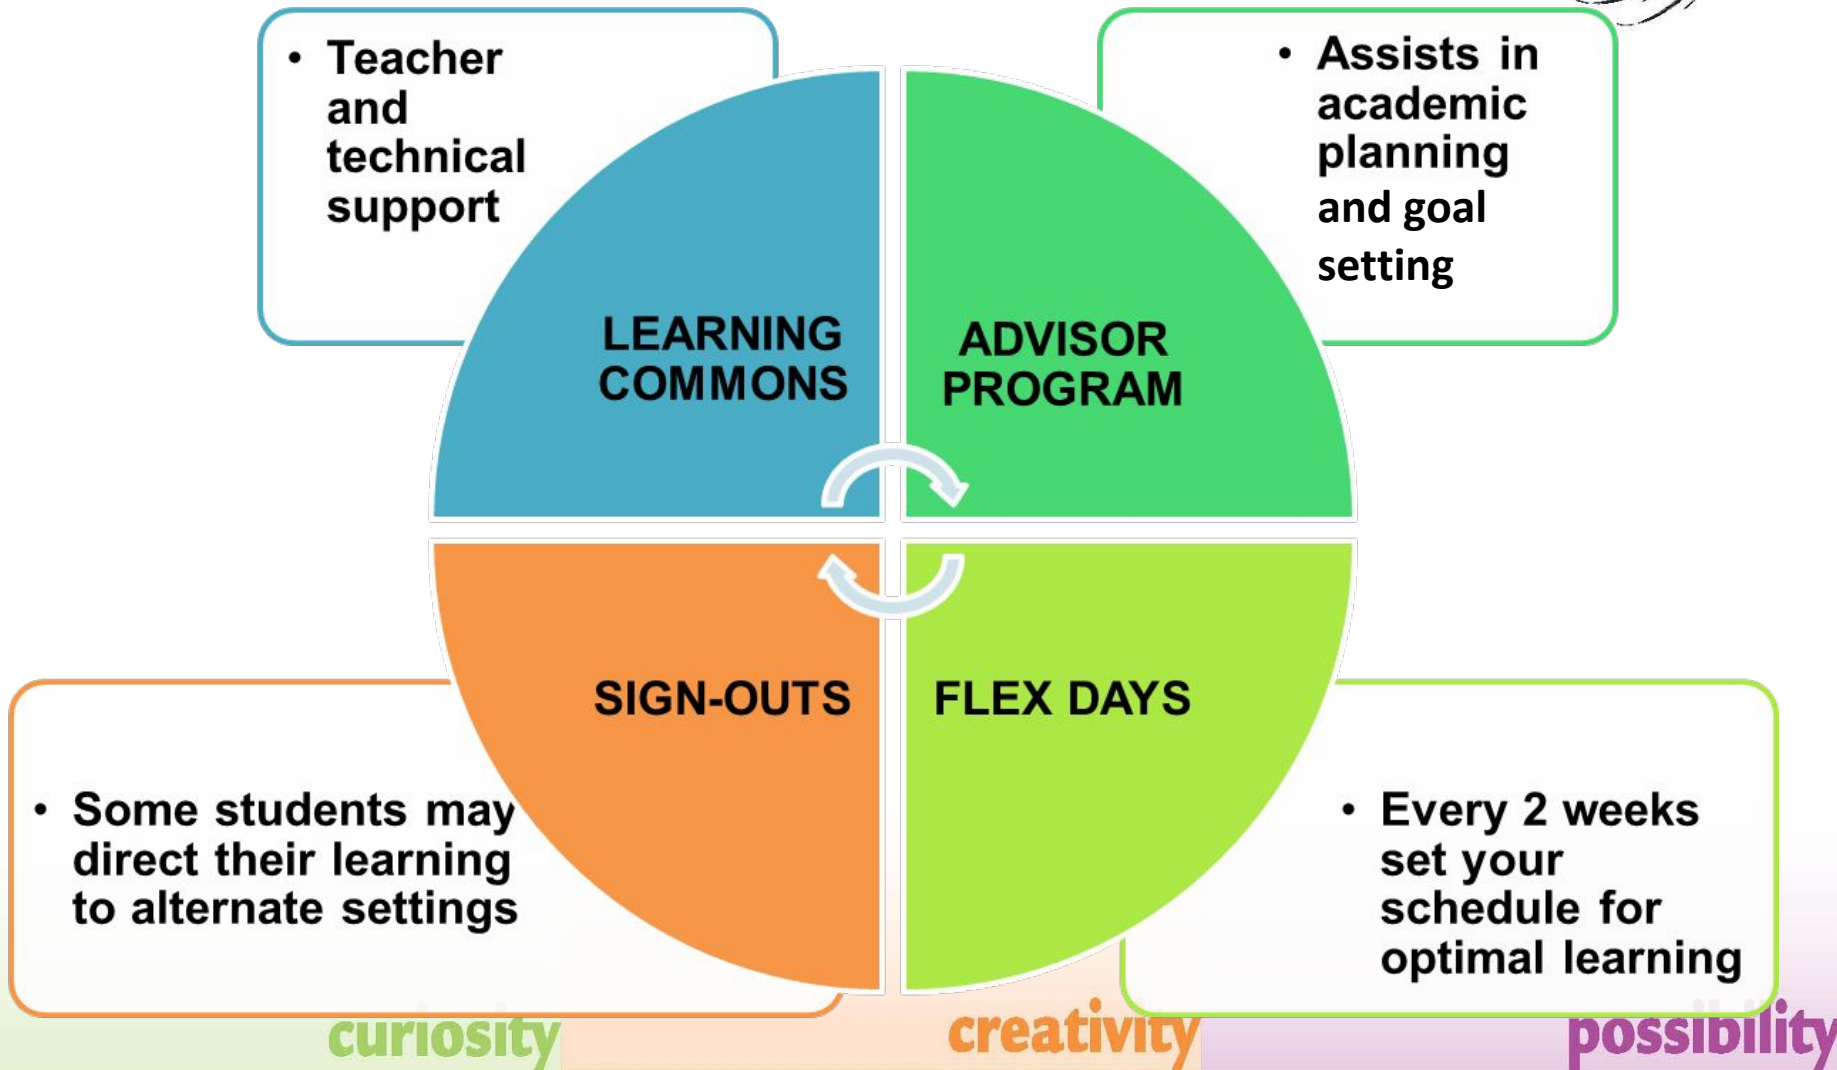 • Teacher
and
technical
support
• Assists in
academic
planning
and goal
setting
LEARNING
COMMONS
ADVISOR
PROGRAM
SIGN-OUTS
FLEX DAYS
• Some students may
direct their learning
to alternate settings
• Every 2 weeks
set your
schedule for
optimal learning
curiosity
creativity
possibility